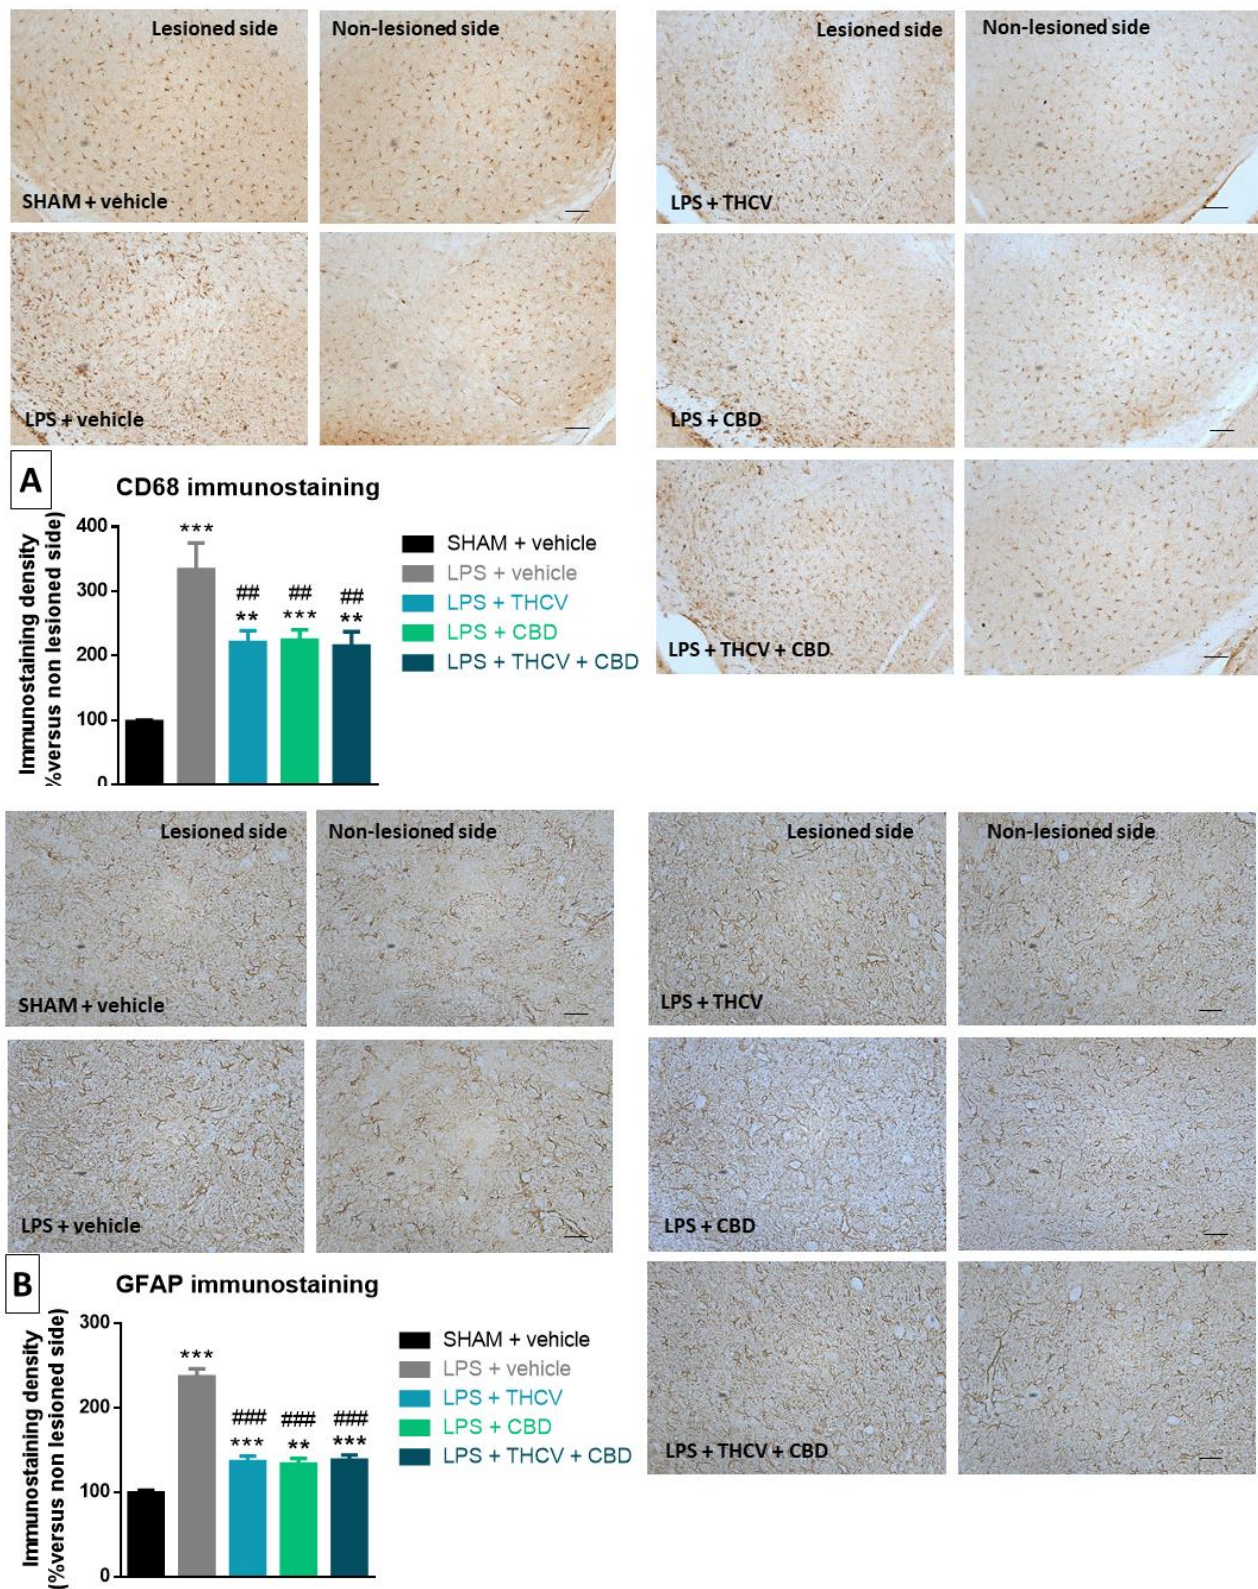 Lesioned side
Non-lesioned side
SHAM + vehicle
LPS + vehicle
Lesioned side
Non-lesioned side
LPS + THCV
LPS + CBD
LPS + THCV + CBD
A
CD68 immunostaining
Immunostaining density
%versus non lesioned side)
400
300
200
100
0
***
##
**
##
***
##
**
SHAM + vehicle
LPS + vehicle
LPS + THCV
LPS + CBD
LPS + THCV + CBD
Lesioned side
Non-lesioned side
SHAM + vehicle
LPS + vehicle
Lesioned side
Non-lesioned side
LPS + THCV
LPS + CBD
LPS + THCV + CBD
B
GFAP immunostaining
Immunostaining density
(%versus non lesioned side)
300
200
100
0
***
###
***
###
**
###
***
SHAM + vehicle
LPS + vehicle
LPS + THCV
LPS + CBD
LPS + THCV + CBD